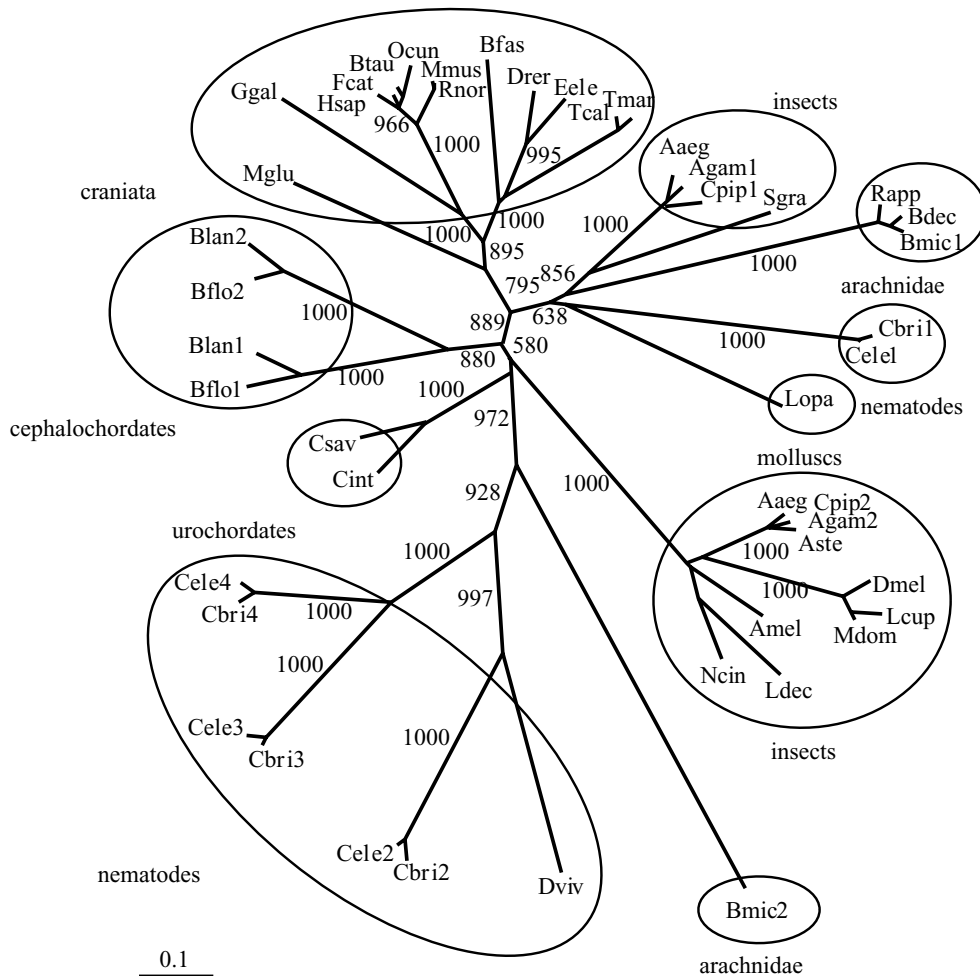 Ocun
Bfas
Btau
Mmus
Fcat
Rnor
Drer
Eele
Ggal
Hsap
Tcal
Tmar
insects
966
1000
995
Aaeg
Agam1
Mglu
Cpip1
Sgra
Rapp
craniata
Bdec
Bmic1
Blan2
1000
1000
1000
895
1000
arachnidae
795
856
Bflo2
1000
889
638
Cbri1
1000
Cele1
Blan1
880
580
Bflo1
1000
1000
Lopa
nematodes
cephalochordates
972
Csav
molluscs
Cint
928
1000
Aaeg
Cpip2
Agam2
Aste
urochordates
1000
1000
Cele4
Cbri4
1000
997
1000
Dmel
Lcup
Mdom
Amel
1000
Ncin
Ldec
Cele3
Cbri3
1000
insects
Cele2
Cbri2
nematodes
Dviv
Bmic2
0.1
arachnidae